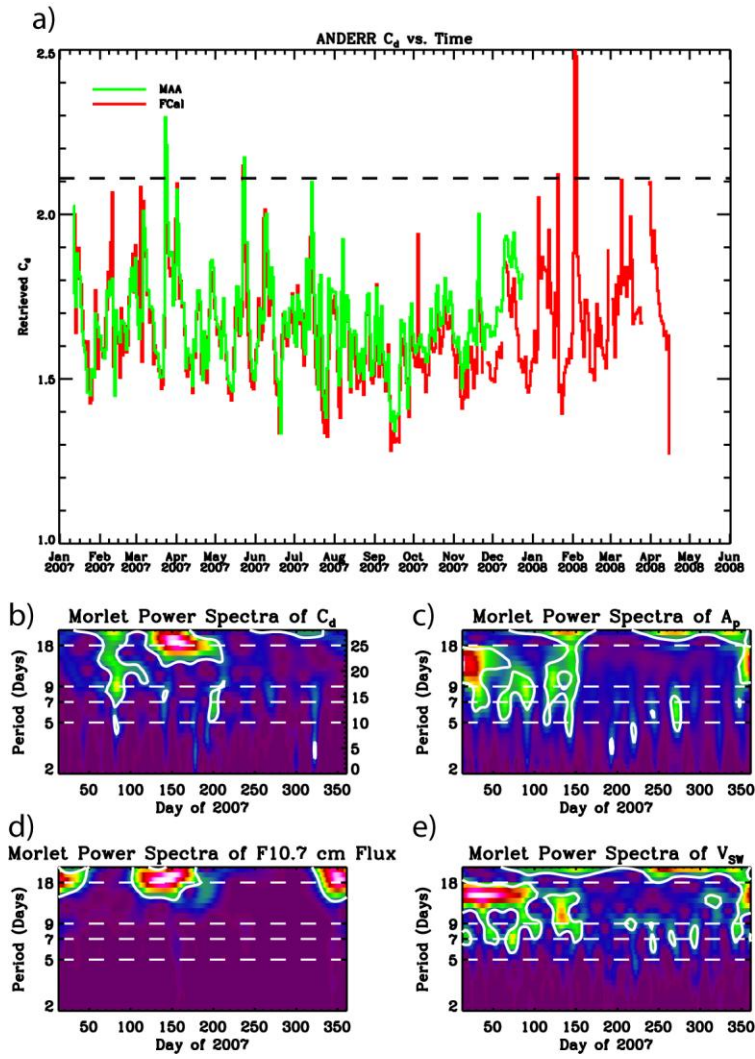 a)
ANDERR Cd vs. Time
2.5
MAA
FCal
2.0
Retrieved Cd
1.5
1.0
Jan Feb Mar Apr May Jun Jul Aug Sep Oct Nov Dec Jan Feb Mar Apr May Jun
2007 2007 2007 2007 2007 2007 2007 2007 2007 2007 2007 2007 2008 2008 2008 2008 2008 2008
b)
Morlet Power Spectra of Cd
18
9
7
5
2
Period (Days)
25
20
15
10
5
0
50 100 150 200 250 300 350
Day of 2007
c)
Morlet Power Spectra of Ap
18
9
7
5
2
Period (Days)
50 100 150 200 250 300 350
Day of 2007
d)
Morlet Power Spectra of F10.7 cm Flux
18
9
7
5
2
Period (Days)
50 100 150 200 250 300 350
Day of 2007
e)
Morlet Power Spectra of VSW
18
9
7
5
2
Period (Days)
50 100 150 200 250 300 350
Day of 2007